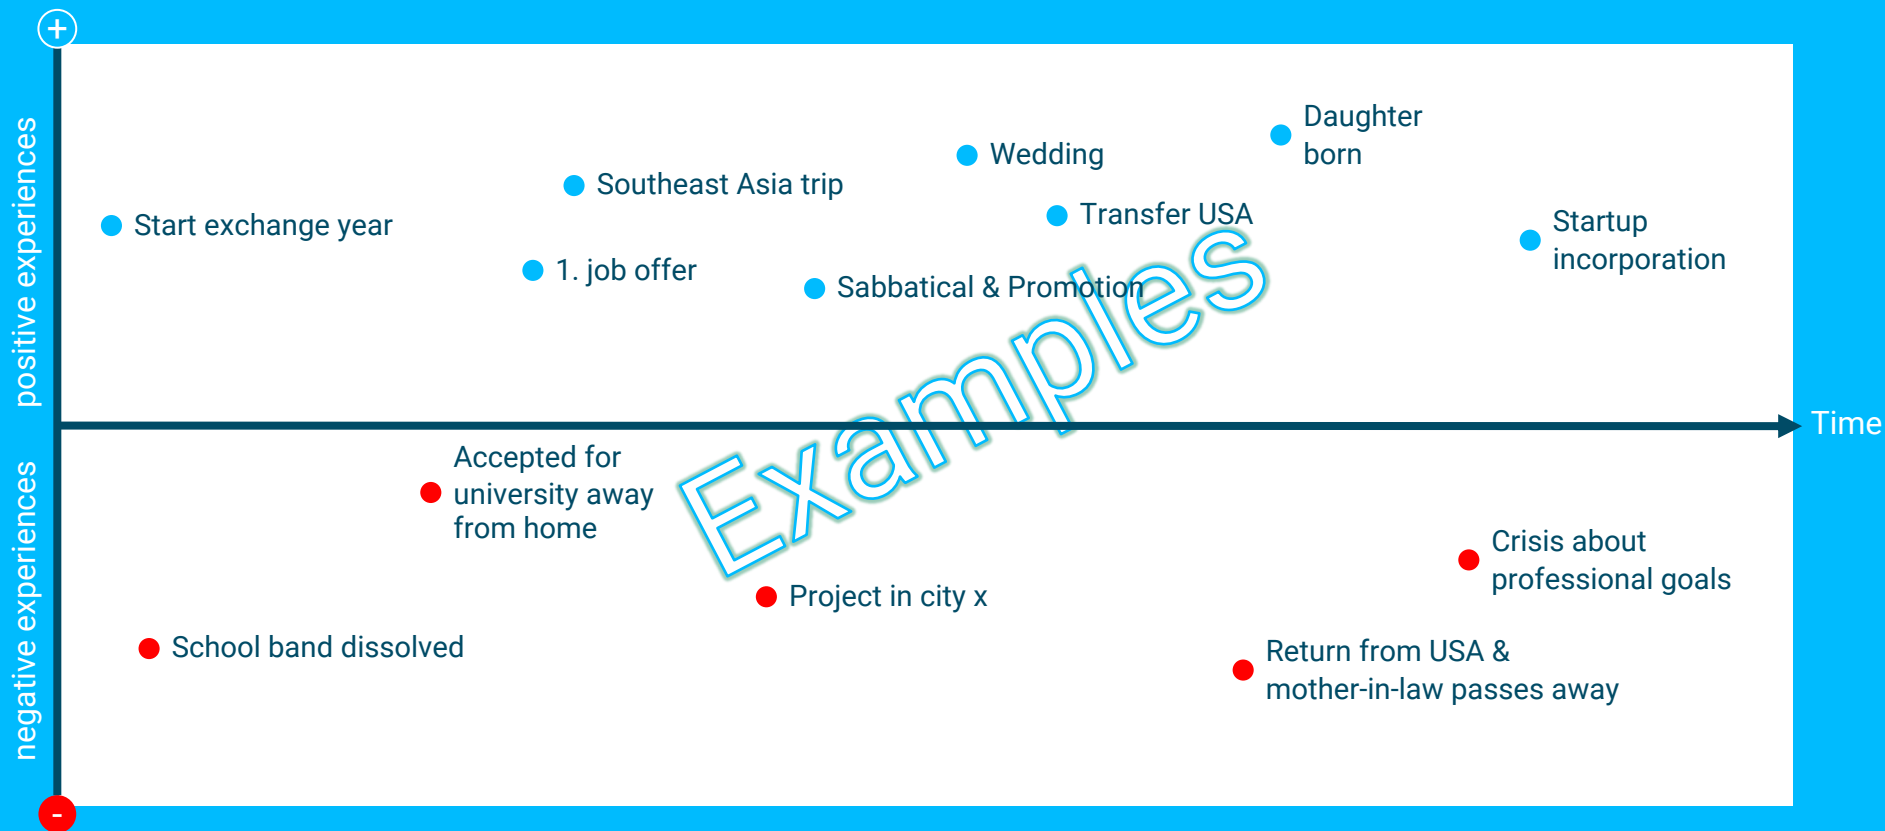 +
positive experiences
Daughter
born
Wedding
Southeast Asia trip
Transfer USA
Start exchange year
Startup
incorporation
1. job offer
Sabbatical & Promotion
Examples
Time
negative experiences
Accepted for
university away
from home
Crisis about
professional goals
Project in city x
School band dissolved
Return from USA &
mother-in-law passes away
-